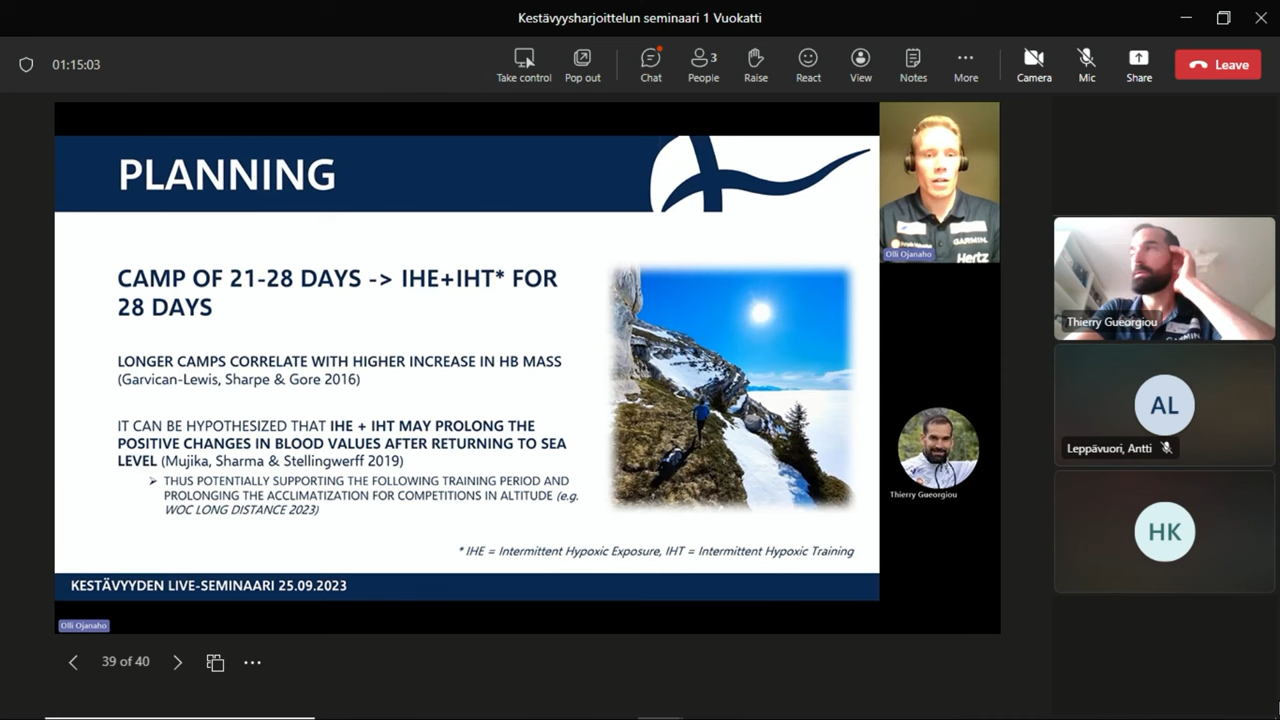 Kestävyysharjoittelun seminaari 1 Vuokatti
01:15:03
Take control
Pop out
Chat
3
People
Raise
React
View
Notes
More
Camera
Mic
Share
Leave
PLANNING
CAMP OF 21-28 DAYS -> IHE+IHT* FOR
28 DAYS
LONGER CAMPS CORRELATE WITH HIGHER INCREASE IN HB MASS
(Garvican-Lewis, Sharpe & Gore 2016)
IT CAN BE HYPOTHESIZED THAT IHE + IHT MAY PROLONG THE
POSITIVE CHANGES IN BLOOD VALUES AFTER RETURNING TO SEA
LEVEL (Mujika, Sharma & Stellingwerff 2019)
THUS POTENTIALLY SUPPORTING THE FOLLOWING TRAINING PERIOD AND
PROLONGING THE ACCLIMATIZATION FOR COMPETITIONS IN ALTITUDE (e.g.
WOC LONG DISTANCE 2023)
* IHE = Intermittent Hypoxic Exposure, IHT = Intermittent Hypoxic Training
KESTÄVYYDEN LIVE-SEMINAARI 25.09.2023
Olli Ojanaho
GARMIN.
Hertz
Olli Ojanaho
Thierry Gueorgiou
Thierry Gueorgiou
AL
Leppävuori, Antti
HK
39 of 40